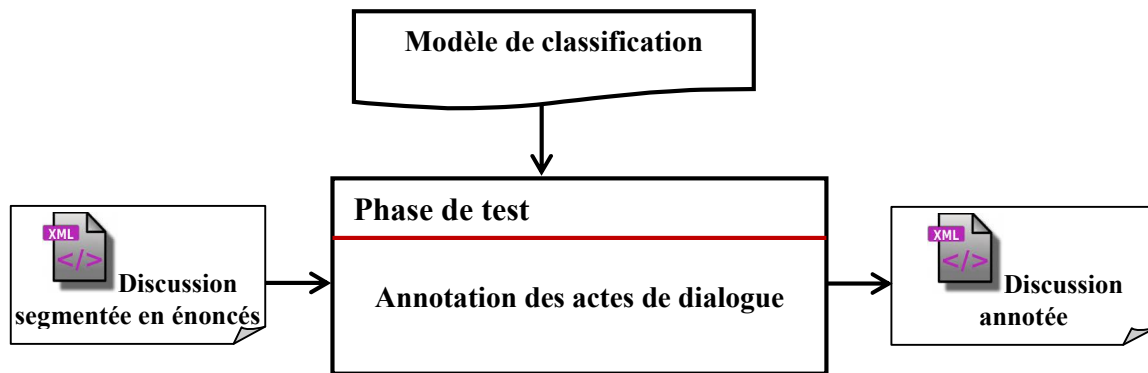 Modèle de classification
Phase de test
Annotation des actes de dialogue
XML
</>
Discussion
segmentée en énoncés
XML
</>
Discussion
annotée